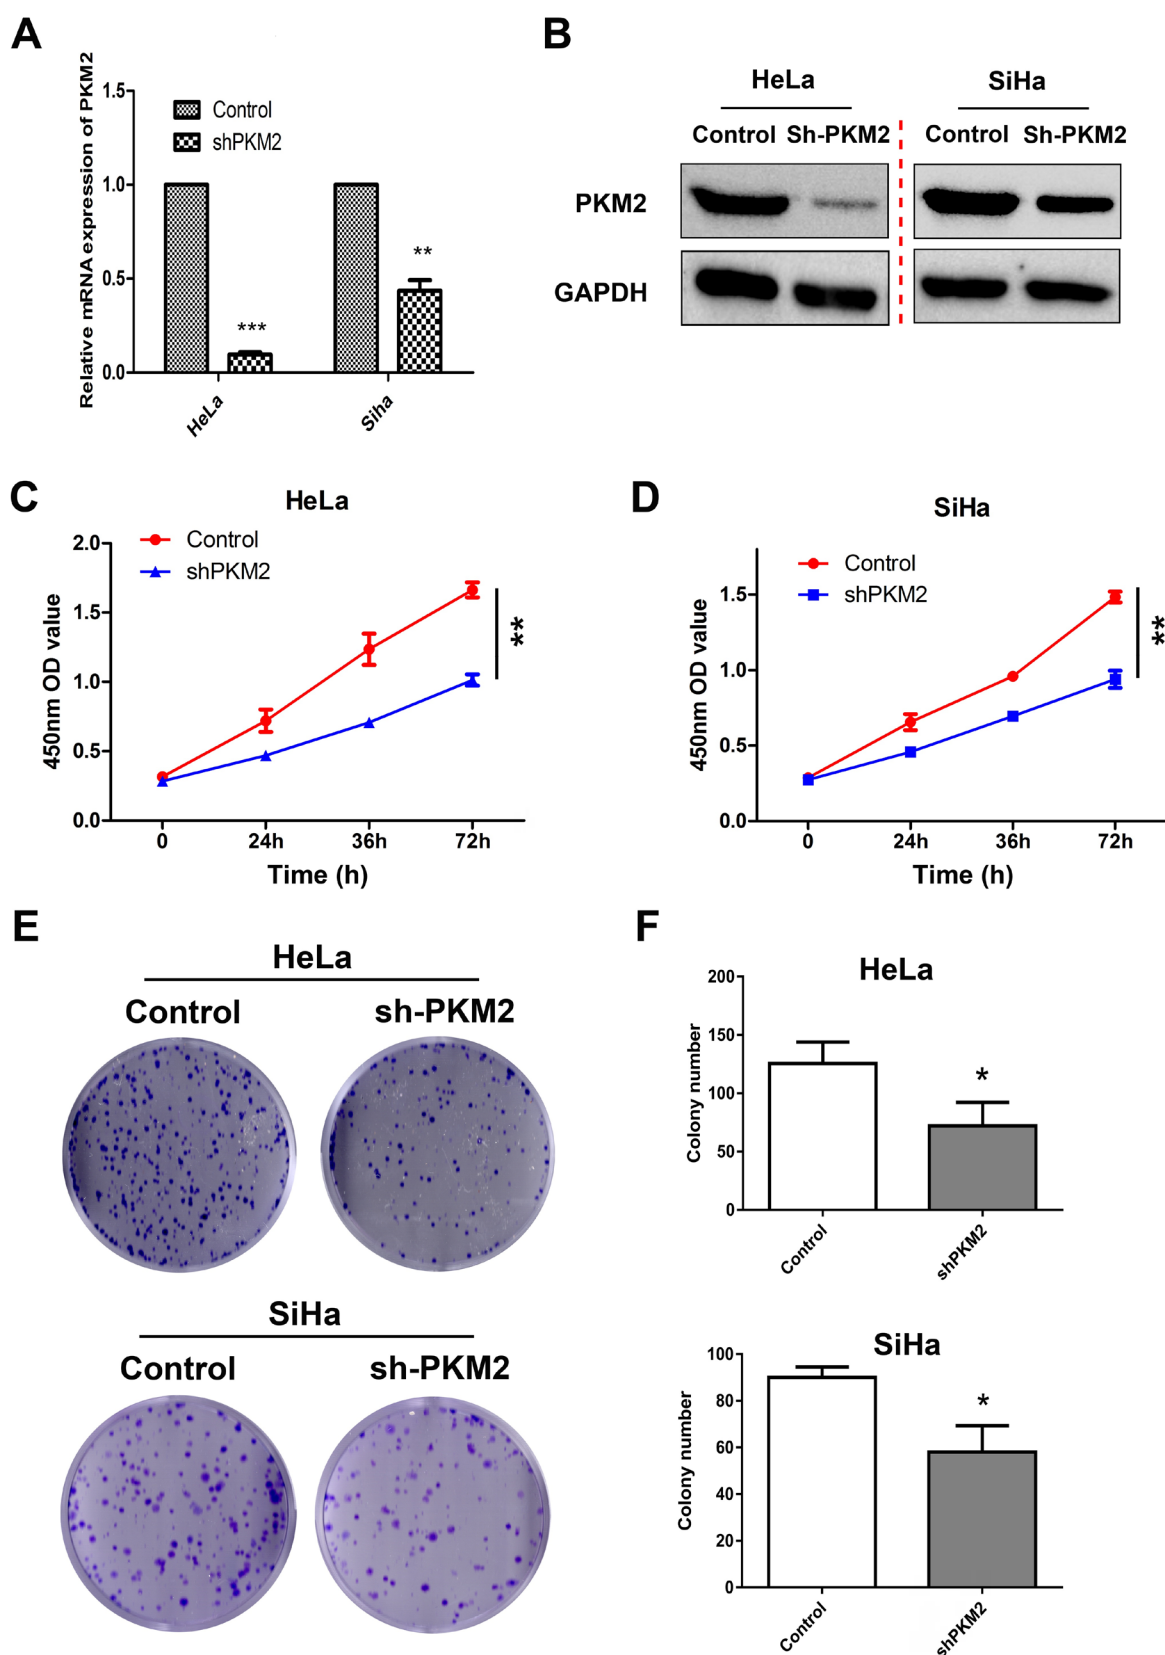 A
Relative mRNA expression of PKM2
1.5
1.0
0.5
0.0
Control
shPKM2
***
**
HeLa
Siha
B
HeLa
SiHa
Control Sh-PKM2
Control Sh-PKM2
PKM2
GAPDH
C
HeLa
Control
shPKM2
450nm OD value
2.0
1.5
1.0
0.5
0.0
**
0 24h 36h 72h
Time (h)
D
SiHa
Control
shPKM2
450nm OD value
1.5
1.0
0.5
0.0
**
0 24h 36h 72h
Time (h)
E
HeLa
Control sh-PKM2
SiHa
Control sh-PKM2
F
HeLa
Colony number
200
150
100
50
0
*
Control
shPKM2
SiHa
Colony number
100
80
60
40
20
0
*
Control
shPKM2